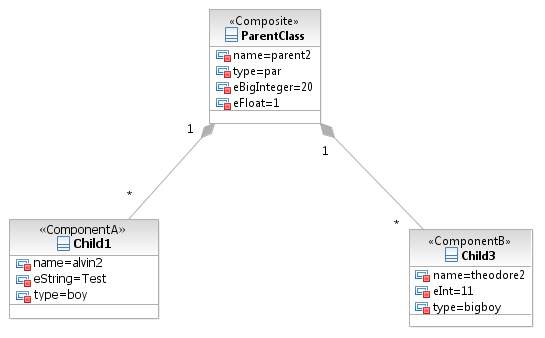 «Composite»
ParentClass
name=parent2
type=par
eBigInteger=20
eFloat=1
1
1
*
*
«ComponentA»
Child1
name=alvin2
eString=Test
type=boy
«ComponentB»
Child3
name=theodore2
eInt=11
type=bigboy